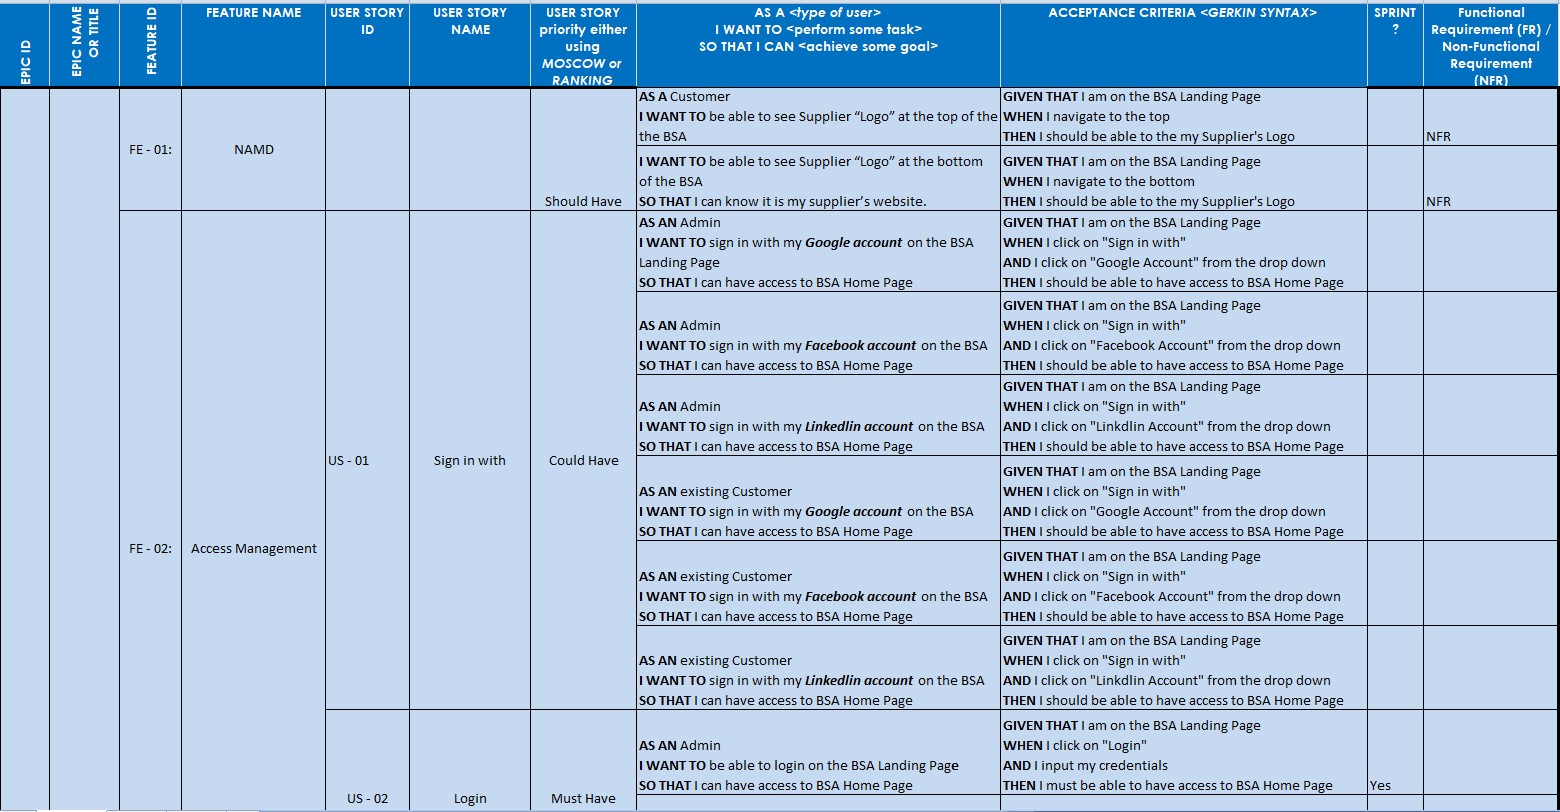 EPIC ID
EPIC NAME
OR TITLE
FEATURE ID
FEATURE NAME
USER STORY
ID
USER STORY
NAME
USER STORY
priority either
using
MOSCOW or
RANKING
AS A <type of user>
I WANT TO <perform some task>
SO THAT I CAN <achieve some goal>
ACCEPTANCE CRITERIA <GERKIN SYNTAX>
SPRINT
?
Functional
Requirement (FR) /
Non-Functional
Requirement
(NFR)
FE - 01:
NAMD
Should Have
AS A Customer
I WANT TO be able to see Supplier “Logo” at the top of the
the BSA
GIVEN THAT I am on the BSA Landing Page
WHEN I navigate to the top
THEN I should be able to the my Supplier's Logo
NFR
I WANT TO be able to see Supplier “Logo” at the bottom
of the BSA
SO THAT I can know it is my supplier’s website.
GIVEN THAT I am on the BSA Landing Page
WHEN I navigate to the bottom
THEN I should be able to the my Supplier's Logo
NFR
FE - 02:
Access Management
US - 01
Sign in with
Could Have
AS AN Admin
I WANT TO sign in with my Google account on the BSA
Landing Page
SO THAT I can have access to BSA Home Page
GIVEN THAT I am on the BSA Landing Page
WHEN I click on "Sign in with"
AND I click on "Google Account" from the drop down
THEN I should be able to have access to BSA Home Page
AS AN Admin
I WANT TO sign in with my Facebook account on the BSA
SO THAT I can have access to BSA Home Page
GIVEN THAT I am on the BSA Landing Page
WHEN I click on "Sign in with"
AND I click on "Facebook Account" from the drop down
THEN I should be able to have access to BSA Home Page
AS AN Admin
I WANT TO sign in with my Linkedlin account on the BSA
SO THAT I can have access to BSA Home Page
GIVEN THAT I am on the BSA Landing Page
WHEN I click on "Sign in with"
AND I click on "Linkdlin Account" from the drop down
THEN I should be able to have access to BSA Home Page
AS AN existing Customer
I WANT TO sign in with my Google account on the BSA
SO THAT I can have access to BSA Home Page
GIVEN THAT I am on the BSA Landing Page
WHEN I click on "Sign in with"
AND I click on "Google Account" from the drop down
THEN I should be able to have access to BSA Home Page
AS AN existing Customer
I WANT TO sign in with my Facebook account on the BSA
SO THAT I can have access to BSA Home Page
GIVEN THAT I am on the BSA Landing Page
WHEN I click on "Sign in with"
AND I click on "Facebook Account" from the drop down
THEN I should be able to have access to BSA Home Page
AS AN existing Customer
I WANT TO sign in with my Linkedlin account on the BSA
SO THAT I can have access to BSA Home Page
GIVEN THAT I am on the BSA Landing Page
WHEN I click on "Sign in with"
AND I click on "Linkdlin Account" from the drop down
THEN I should be able to have access to BSA Home Page
US - 02
Login
Must Have
AS AN Admin
I WANT TO be able to login on the BSA Landing Page
SO THAT I can have access to BSA Home Page
GIVEN THAT I am on the BSA Landing Page
WHEN I click on "Login"
AND I input my credentials
THEN I must be able to have access to BSA Home Page
Yes